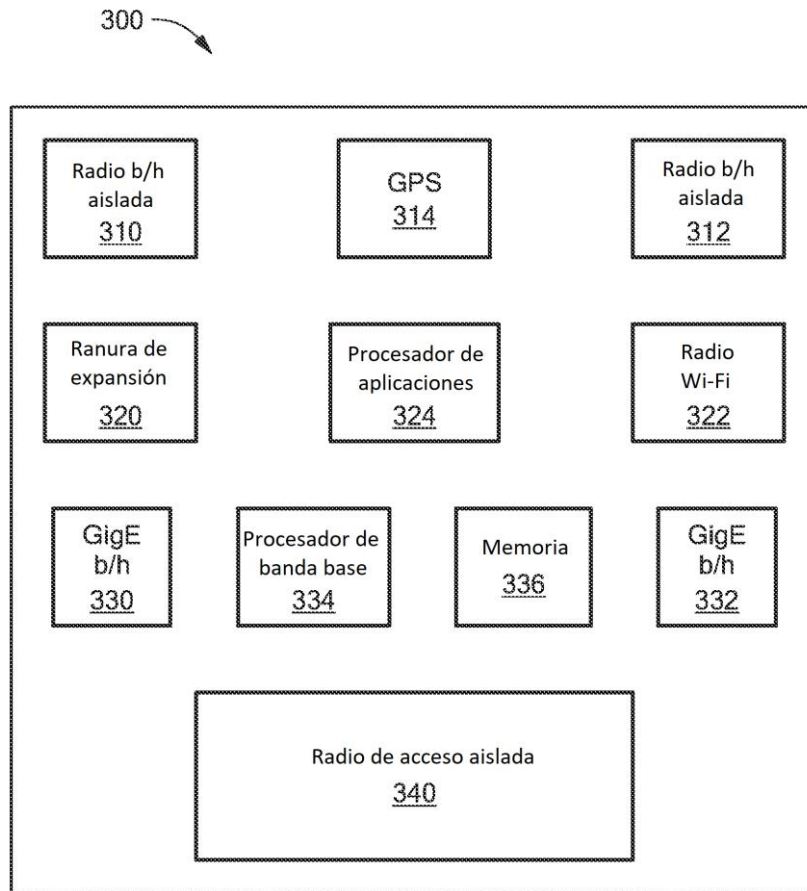 300
Radio b/h
aislada
310
GPS
314
Radio b/h
aislada
312
Ranura de
expansión
320
Procesador de
aplicaciones
324
Radio
Wi-Fi
322
GigE
b/h
330
Procesador de
banda base
334
Memoria
336
GigE
b/h
332
Radio de acceso aislada
340